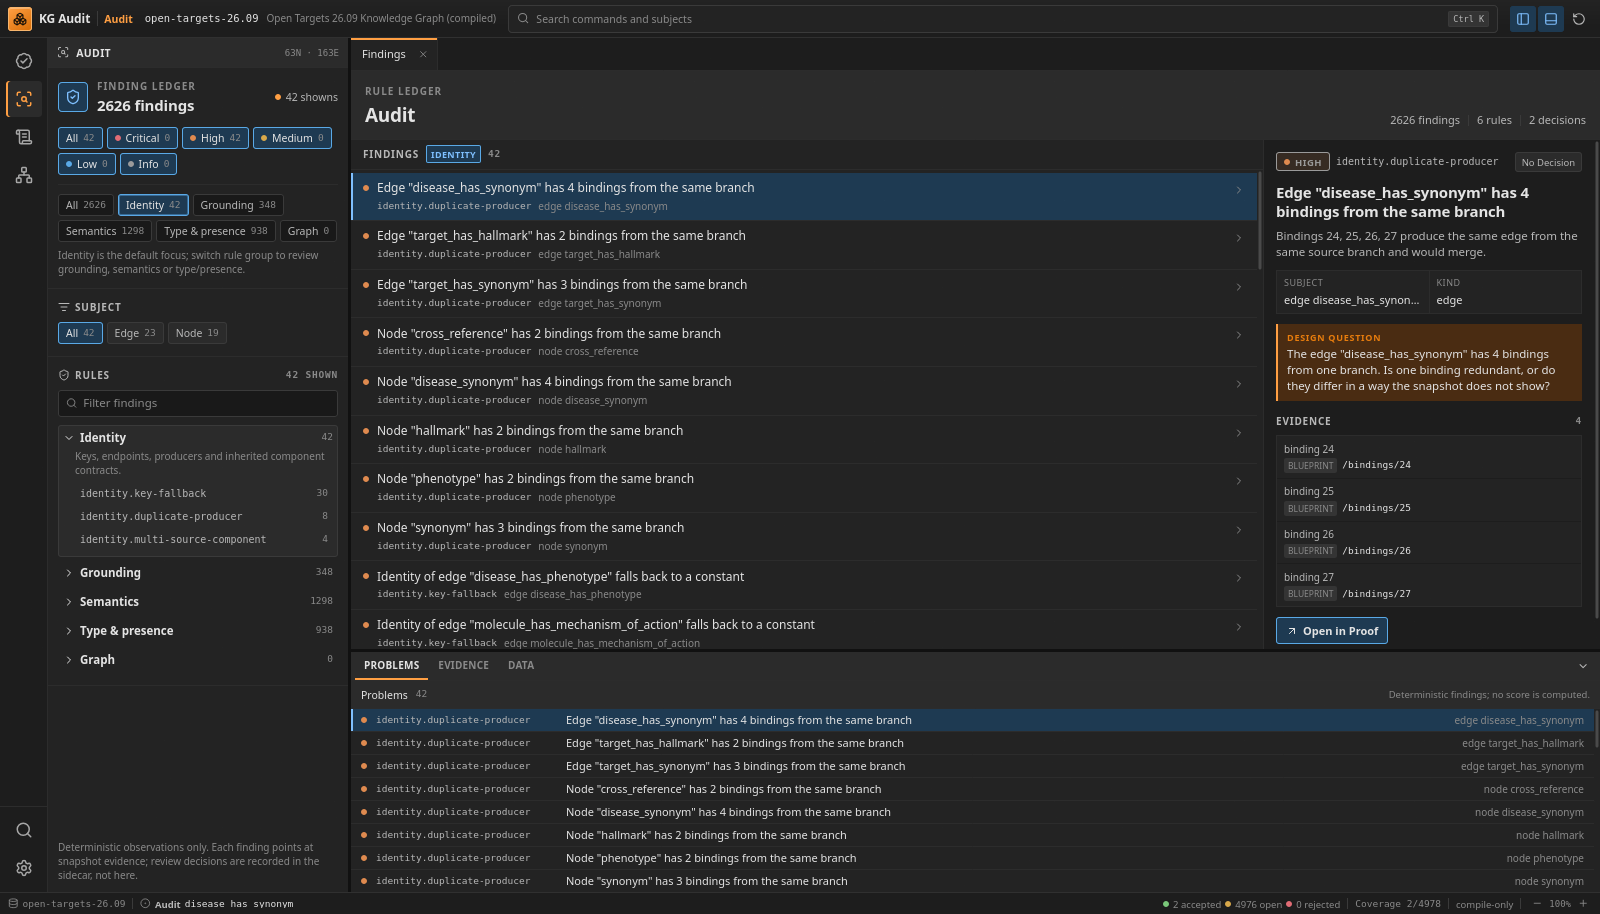 KG Audit Audit open-targets-26.09 Open Targets 26.09 Knowledge Graph (compiled) Search commands and subjects Ctrl K
AUDIT 63N · 163E
FINDING LEDGER
2626 findings
42 showns
All 42 Critical 0 High 42 Medium 0
Low 0 Info 0
All 2626 Identity 42 Grounding 348
Semantics 1298 Type & presence 938 Graph 0
Identity is the default focus; switch rule group to review
grounding, semantics or type/presence.
SUBJECT
All 42 Edge 23 Node 19
RULES 42 SHOWN
Filter findings
Identity 42
Keys, endpoints, producers and inherited component
contracts.
identity.key-fallback 30
identity.duplicate-producer 8
identity.multi-source-component 4
Grounding 348
Semantics 1298
Type & presence 938
Graph 0
Deterministic observations only. Each finding points at
snapshot evidence; review decisions are recorded in the
sidecar, not here.
Findings
RULE LEDGER
Audit
2626 findings 6 rules 2 decisions
FINDINGS IDENTITY 42
Edge "disease_has_synonym" has 4 bindings from the same branch
identity.duplicate-producer edge disease_has_synonym
Edge "target_has_hallmark" has 2 bindings from the same branch
identity.duplicate-producer edge target_has_hallmark
Edge "target_has_synonym" has 3 bindings from the same branch
identity.duplicate-producer edge target_has_synonym
Node "cross_reference" has 2 bindings from the same branch
identity.duplicate-producer node cross_reference
Node "disease_synonym" has 4 bindings from the same branch
identity.duplicate-producer node disease_synonym
Node "hallmark" has 2 bindings from the same branch
identity.duplicate-producer node hallmark
Node "phenotype" has 2 bindings from the same branch
identity.duplicate-producer node phenotype
Node "synonym" has 3 bindings from the same branch
identity.duplicate-producer node synonym
Identity of edge "disease_has_phenotype" falls back to a constant
identity.key-fallback edge disease_has_phenotype
Identity of edge "molecule_has_mechanism_of_action" falls back to a constant
identity.key-fallback edge molecule_has_mechanism_of_action
HIGH identity.duplicate-producer No Decision
Edge "disease_has_synonym" has 4
bindings from the same branch
Bindings 24, 25, 26, 27 produce the same edge from the
same source branch and would merge.
SUBJECT KIND
edge disease_has_synon... edge
DESIGN QUESTION
The edge "disease_has_synonym" has 4 bindings
from one branch. Is one binding redundant, or do
they differ in a way the snapshot does not show?
EVIDENCE 4
binding 24
BLUEPRINT /bindings/24
binding 25
BLUEPRINT /bindings/25
binding 26
BLUEPRINT /bindings/26
binding 27
BLUEPRINT /bindings/27
Open in Proof
PROBLEMS EVIDENCE DATA
Problems 42 Deterministic findings; no score is computed.
identity.duplicate-producer Edge "disease_has_synonym" has 4 bindings from the same branch edge disease_has_synonym
identity.duplicate-producer Edge "target_has_hallmark" has 2 bindings from the same branch edge target_has_hallmark
identity.duplicate-producer Edge "target_has_synonym" has 3 bindings from the same branch edge target_has_synonym
identity.duplicate-producer Node "cross_reference" has 2 bindings from the same branch node cross_reference
identity.duplicate-producer Node "disease_synonym" has 4 bindings from the same branch node disease_synonym
identity.duplicate-producer Node "hallmark" has 2 bindings from the same branch node hallmark
identity.duplicate-producer Node "phenotype" has 2 bindings from the same branch node phenotype
identity.duplicate-producer Node "synonym" has 3 bindings from the same branch node synonym
open-targets-26.09 Audit disease has synonym 2 accepted 4976 open 0 rejected Coverage 2/4978 compile-only − 100% +